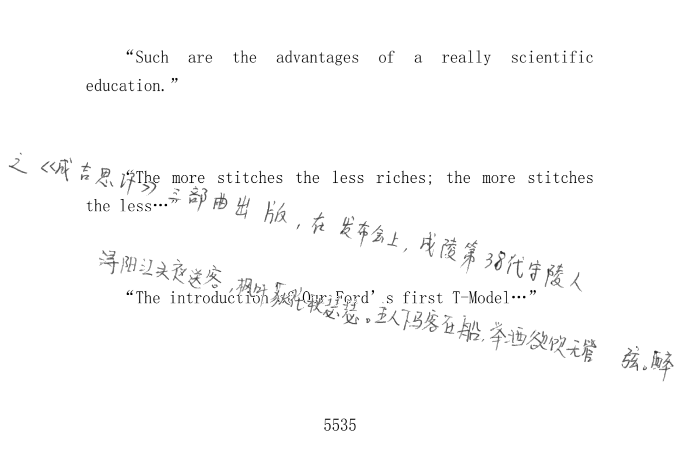 “Such are the advantages of a really scientific
education.”
“The more stitches the less riches; the more stitches
the less…
之《成吉思汗》三部曲出版，在发布会上，成陵第38代守陵人
“The introduction of Our Ford’s first T-Model…”
浔阳江头夜送客，枫叶荻花秋瑟瑟。主人下马客在船，举酒欲饮无管弦。醉
5535